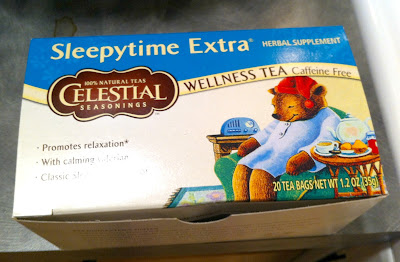 Sleepytime Extra®
HERBAL SUPPLEMENT
100% NATURAL TEAS
CELESTIAL
SEASONINGS
WELLNESS TEA Caffeine Free
· Promotes relaxation*
· With calming
· Classic
20 TEA BAGS NET WT 1.2 OZ (35g)